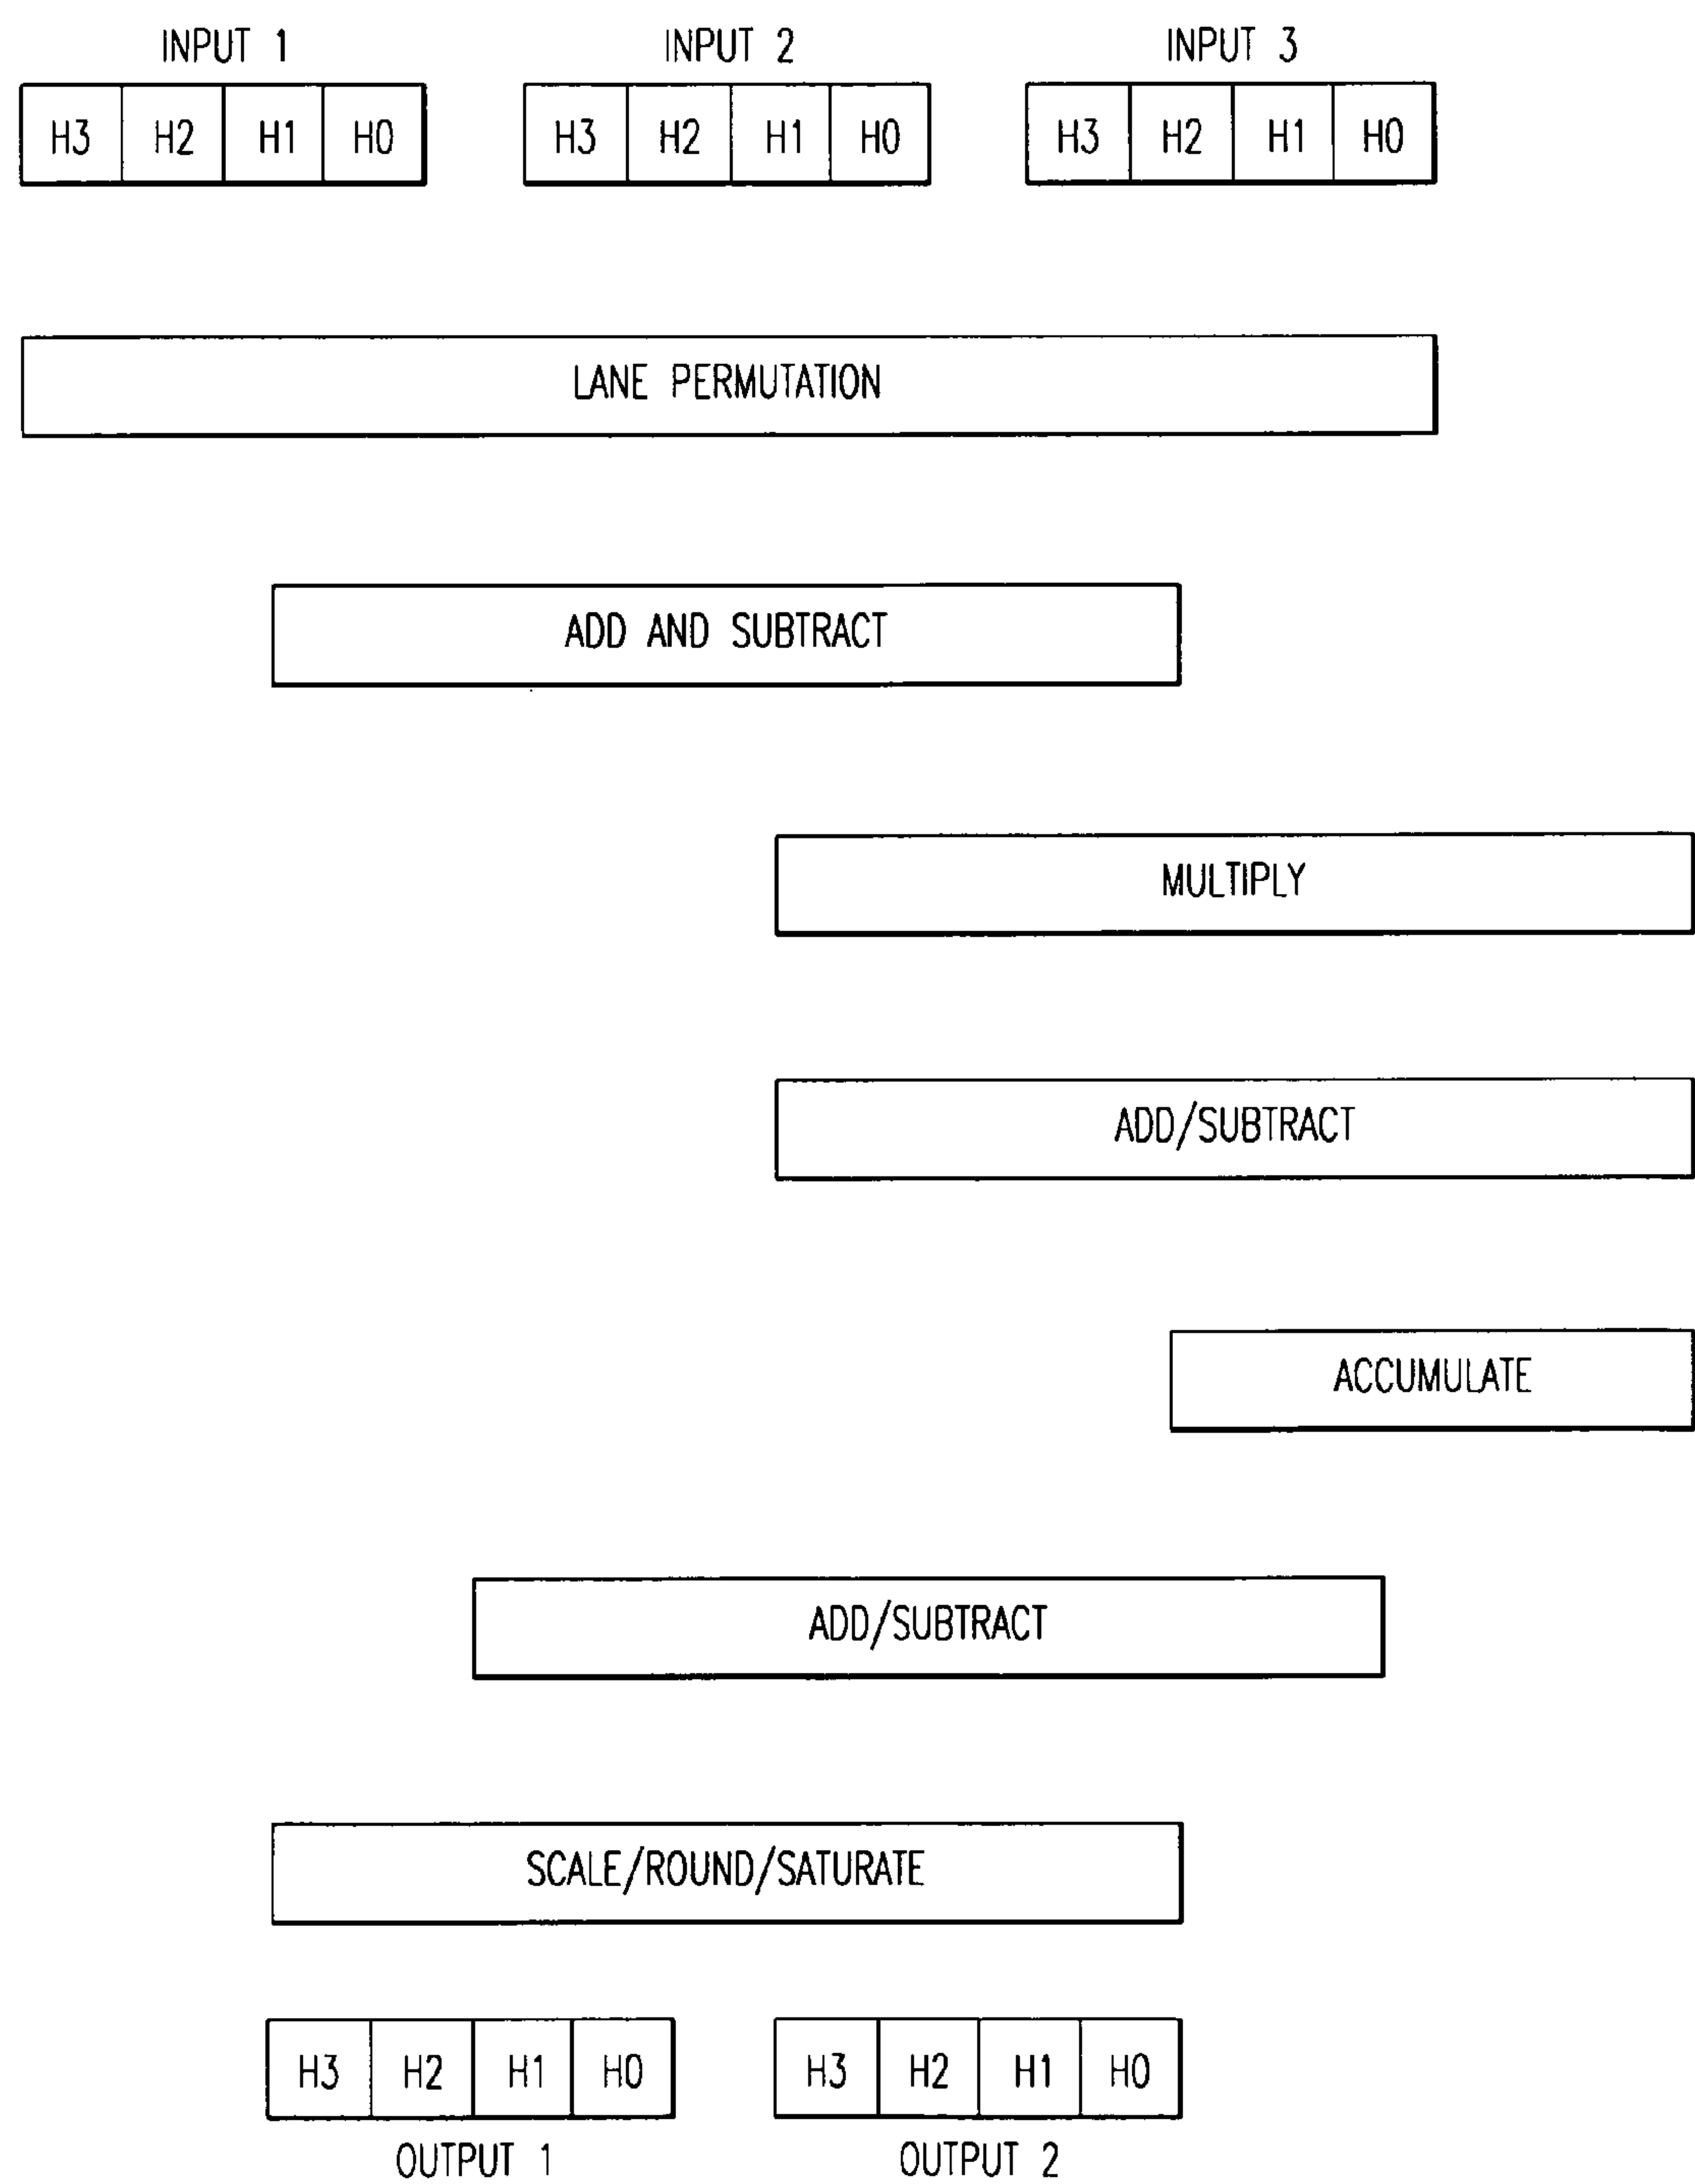 INPUT 1 INPUT 2 INPUT 3
H3 H2 H1 H0 H3 H2 H1 H0 H3 H2 H1 H0
LANE PERMUTATION
ADD AND SUBTRACT
MULTIPLY
ADD/SUBTRACT
ACCUMULATE
ADD/SUBTRACT
SCALE/ROUND/SATURATE
H3 H2 H1 H0 H3 H2 H1 H0
OUTPUT 1 OUTPUT 2